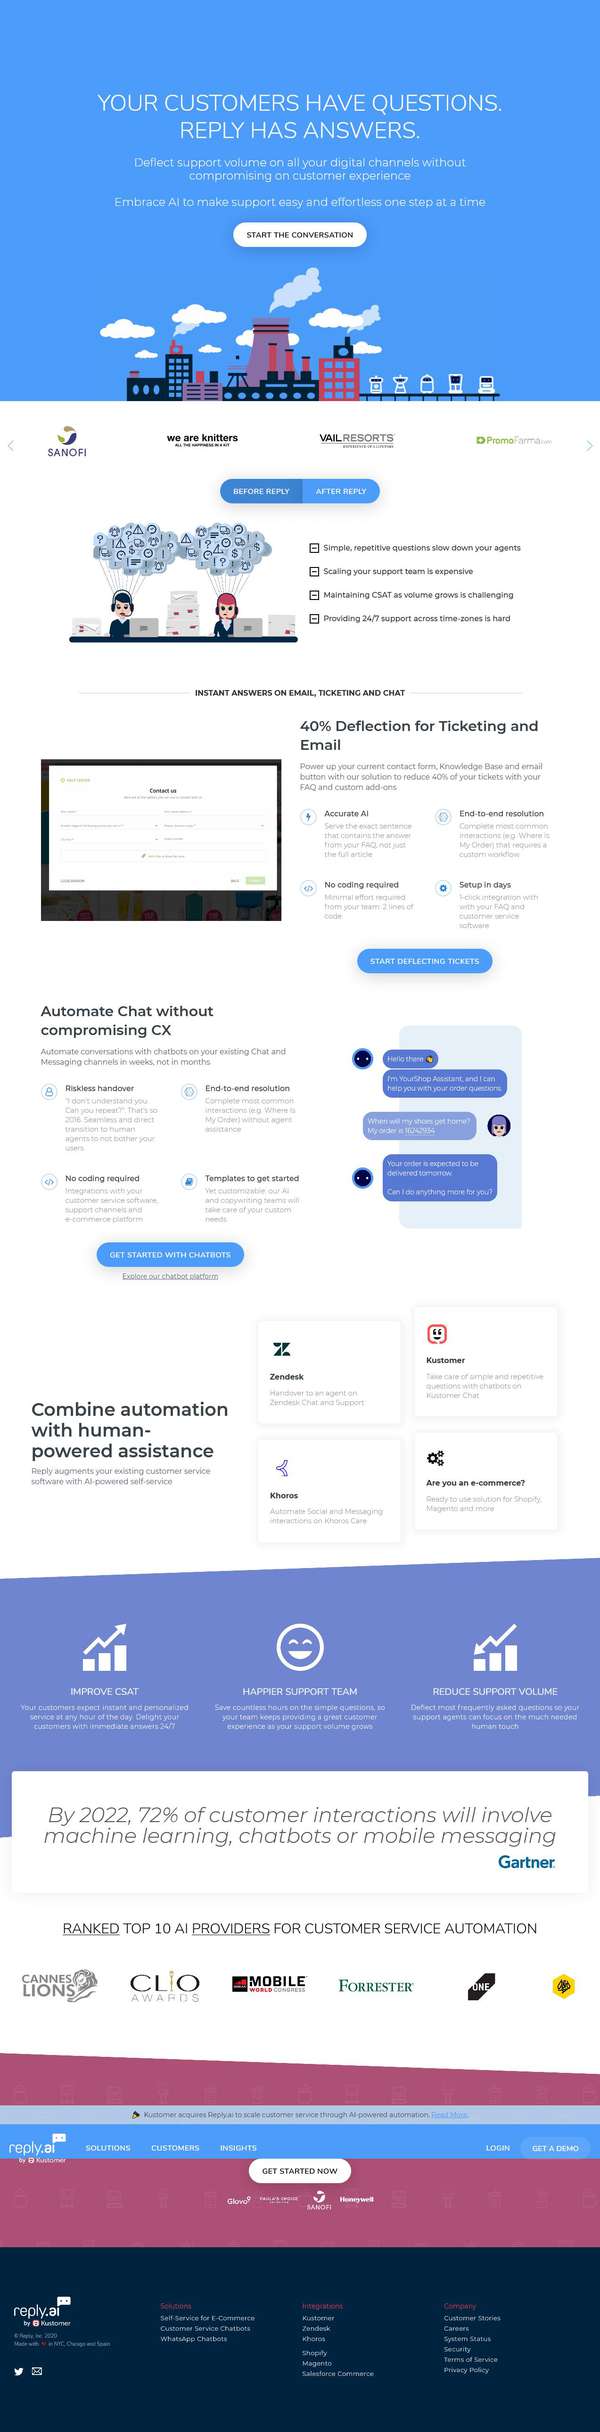 YOUR CUSTOMERS HAVE QUESTIONS.
REPLY HAS ANSWERS.
Deflect support volume on all your digital channels without
compromising on customer experience
Embrace AI to make support easy and effortless one step at a time
START THE CONVERSATION
SANOFI
we are knitters
ALL THE HAPPINESS IN A KIT
VAIL RESORTS
EXPERIENCE OF A LIFETIME
PromoFarma.com
BEFORE REPLY
AFTER REPLY
Simple, repetitive questions slow down your agents
Scaling your support team is expensive
Maintaining CSAT as volume grows is challenging
Providing 24/7 support across time-zones is hard
INSTANT ANSWERS ON EMAIL, TICKETING AND CHAT
40% Deflection for Ticketing and
Email
Power up your current contact form, Knowledge Base and email
button with our solution to reduce 40% of your tickets with your
FAQ and custom add-ons
Contact us
Accurate AI
Serve the exact sentence
that contains the answer
from your FAQ, not just
the full article
End-to-end resolution
Complete most common
interactions (e.g. Where Is
My Order) that requires a
custom workflow
No coding required
Minimal effort required
from your team: 2 lines of
code
Setup in days
1-click integration with
with your FAQ and
customer service
software
START DEFLECTING TICKETS
Automate Chat without
compromising CX
Automate conversations with chatbots on your existing Chat and
Messaging channels in weeks, not in months
Riskless handover
"I don't understand you.
Can you repeat?". That's so
2016. Seamless and direct
transition to human
agents to not bother your
users
End-to-end resolution
Complete most common
interactions (e.g. Where Is
My Order) without agent
assistance
No coding required
Integrations with your
customer service software,
support channels and
e-commerce platform
Templates to get started
Yet customizable: our AI
and copywriting teams will
take care of your custom
needs
GET STARTED WITH CHATBOTS
Explore our chatbot platform
Hello there
I'm YourShop Assistant, and I can
help you with your order questions.
When will my shoes get home?
My order is 16242934
Your order is expected to be
delivered tomorrow.
Can I do anything more for you?
Combine automation
with human-
powered assistance
Reply augments your existing customer service
software with AI-powered self-service
Zendesk
Handover to an agent on
Zendesk Chat and Support
Kustomer
Take care of simple and repetitive
questions with chatbots on
Kustomer Chat
Khoros
Automate Social and Messaging
interactions on Khoros Care
Are you an e-commerce?
Ready to use solution for Shopify,
Magento and more
IMPROVE CSAT
Your customers expect instant and personalized
service at any hour of the day. Delight your
customers with immediate answers 24/7
HAPPIER SUPPORT TEAM
Save countless hours on the simple questions, so
your team keeps providing a great customer
experience as your support volume grows
REDUCE SUPPORT VOLUME
Deflect most frequently asked questions so your
support agents can focus on the much needed
human touch
By 2022, 72% of customer interactions will involve
machine learning, chatbots or mobile messaging
Gartner
RANKED TOP 10 AI PROVIDERS FOR CUSTOMER SERVICE AUTOMATION
CANNES
LIONS
CLIO
AWARDS
MOBILE
WORLD CONGRESS
FORRESTER
ONE
Kustomer acquires Reply.ai to scale customer service through AI-powered automation. Read More.
reply.ai
by Kustomer
SOLUTIONS
CUSTOMERS
INSIGHTS
LOGIN
GET A DEMO
GET STARTED NOW
Glovo
PAULA'S CHOICE
SANOFI
Honeywell
reply.ai
by Kustomer
© Reply, Inc. 2020
Made with in NYC, Chicago and Spain
Solutions
Self-Service for E-Commerce
Customer Service Chatbots
WhatsApp Chatbots
Integrations
Kustomer
Zendesk
Khoros
Shopify
Magento
Salesforce Commerce
Company
Customer Stories
Careers
System Status
Security
Terms of Service
Privacy Policy